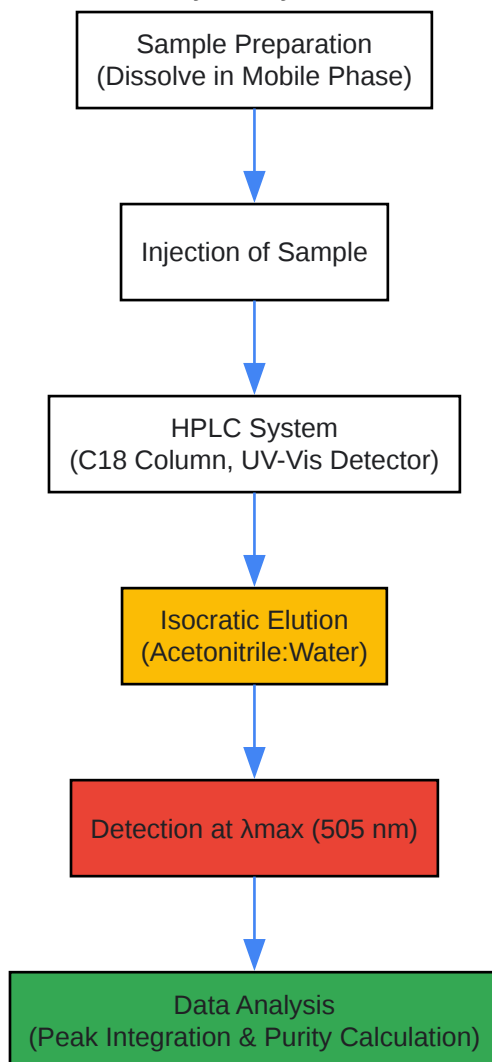 Sample Preparation
(Dissolve in Mobile Phase)
Injection of Sample
HPLC System
(C18 Column, UV-Vis Detector)
Isocratic Elution
(Acetonitrile:Water)
Detection at λmax (505 nm)
Data Analysis
(Peak Integration & Purity Calculation)